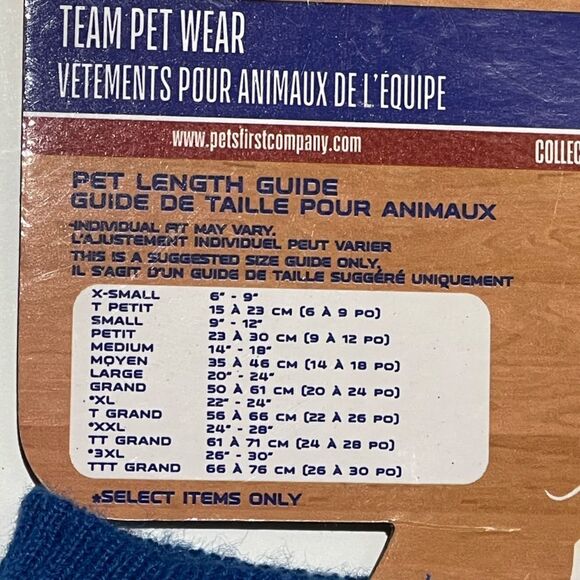 TEAM PET WEAR
VÊTEMENTS POUR ANIMAUX DE L'ÉQUIPE
www.petsfirstcompany.com
COLLEC
PET LENGTH GUIDE
GUIDE DE TAILLE POUR ANIMAUX
INDIVIDUAL FIT MAY VARY.
L'AJUSTEMENT INDIVIDUEL PEUT VARIER
THIS IS A SUGGESTED SIZE GUIDE ONLY,
IL S'AGIT D'UN GUIDE DE TAILLE SUGGÉRÉ UNIQUEMENT
X-SMALL 6" - 9"
T PETIT 15 À 23 CM (6 À 9 PO)
SMALL 9" - 12"
PETIT 23 À 30 CM (9 À 12 PO)
MEDIUM 14" - 18"
MOYEN 35 À 46 CM (14 À 18 PO)
LARGE 20" - 24"
GRAND 50 À 61 CM (20 À 24 PO)
*XL 22" - 24"
T GRAND 56 À 66 CM (22 À 26 PO)
*XXL 24" - 28"
TT GRAND 61 À 71 CM (24 À 28 PO)
*3XL 26" - 30"
TTT GRAND 66 À 76 CM (26 À 30 PO)
*SELECT ITEMS ONLY